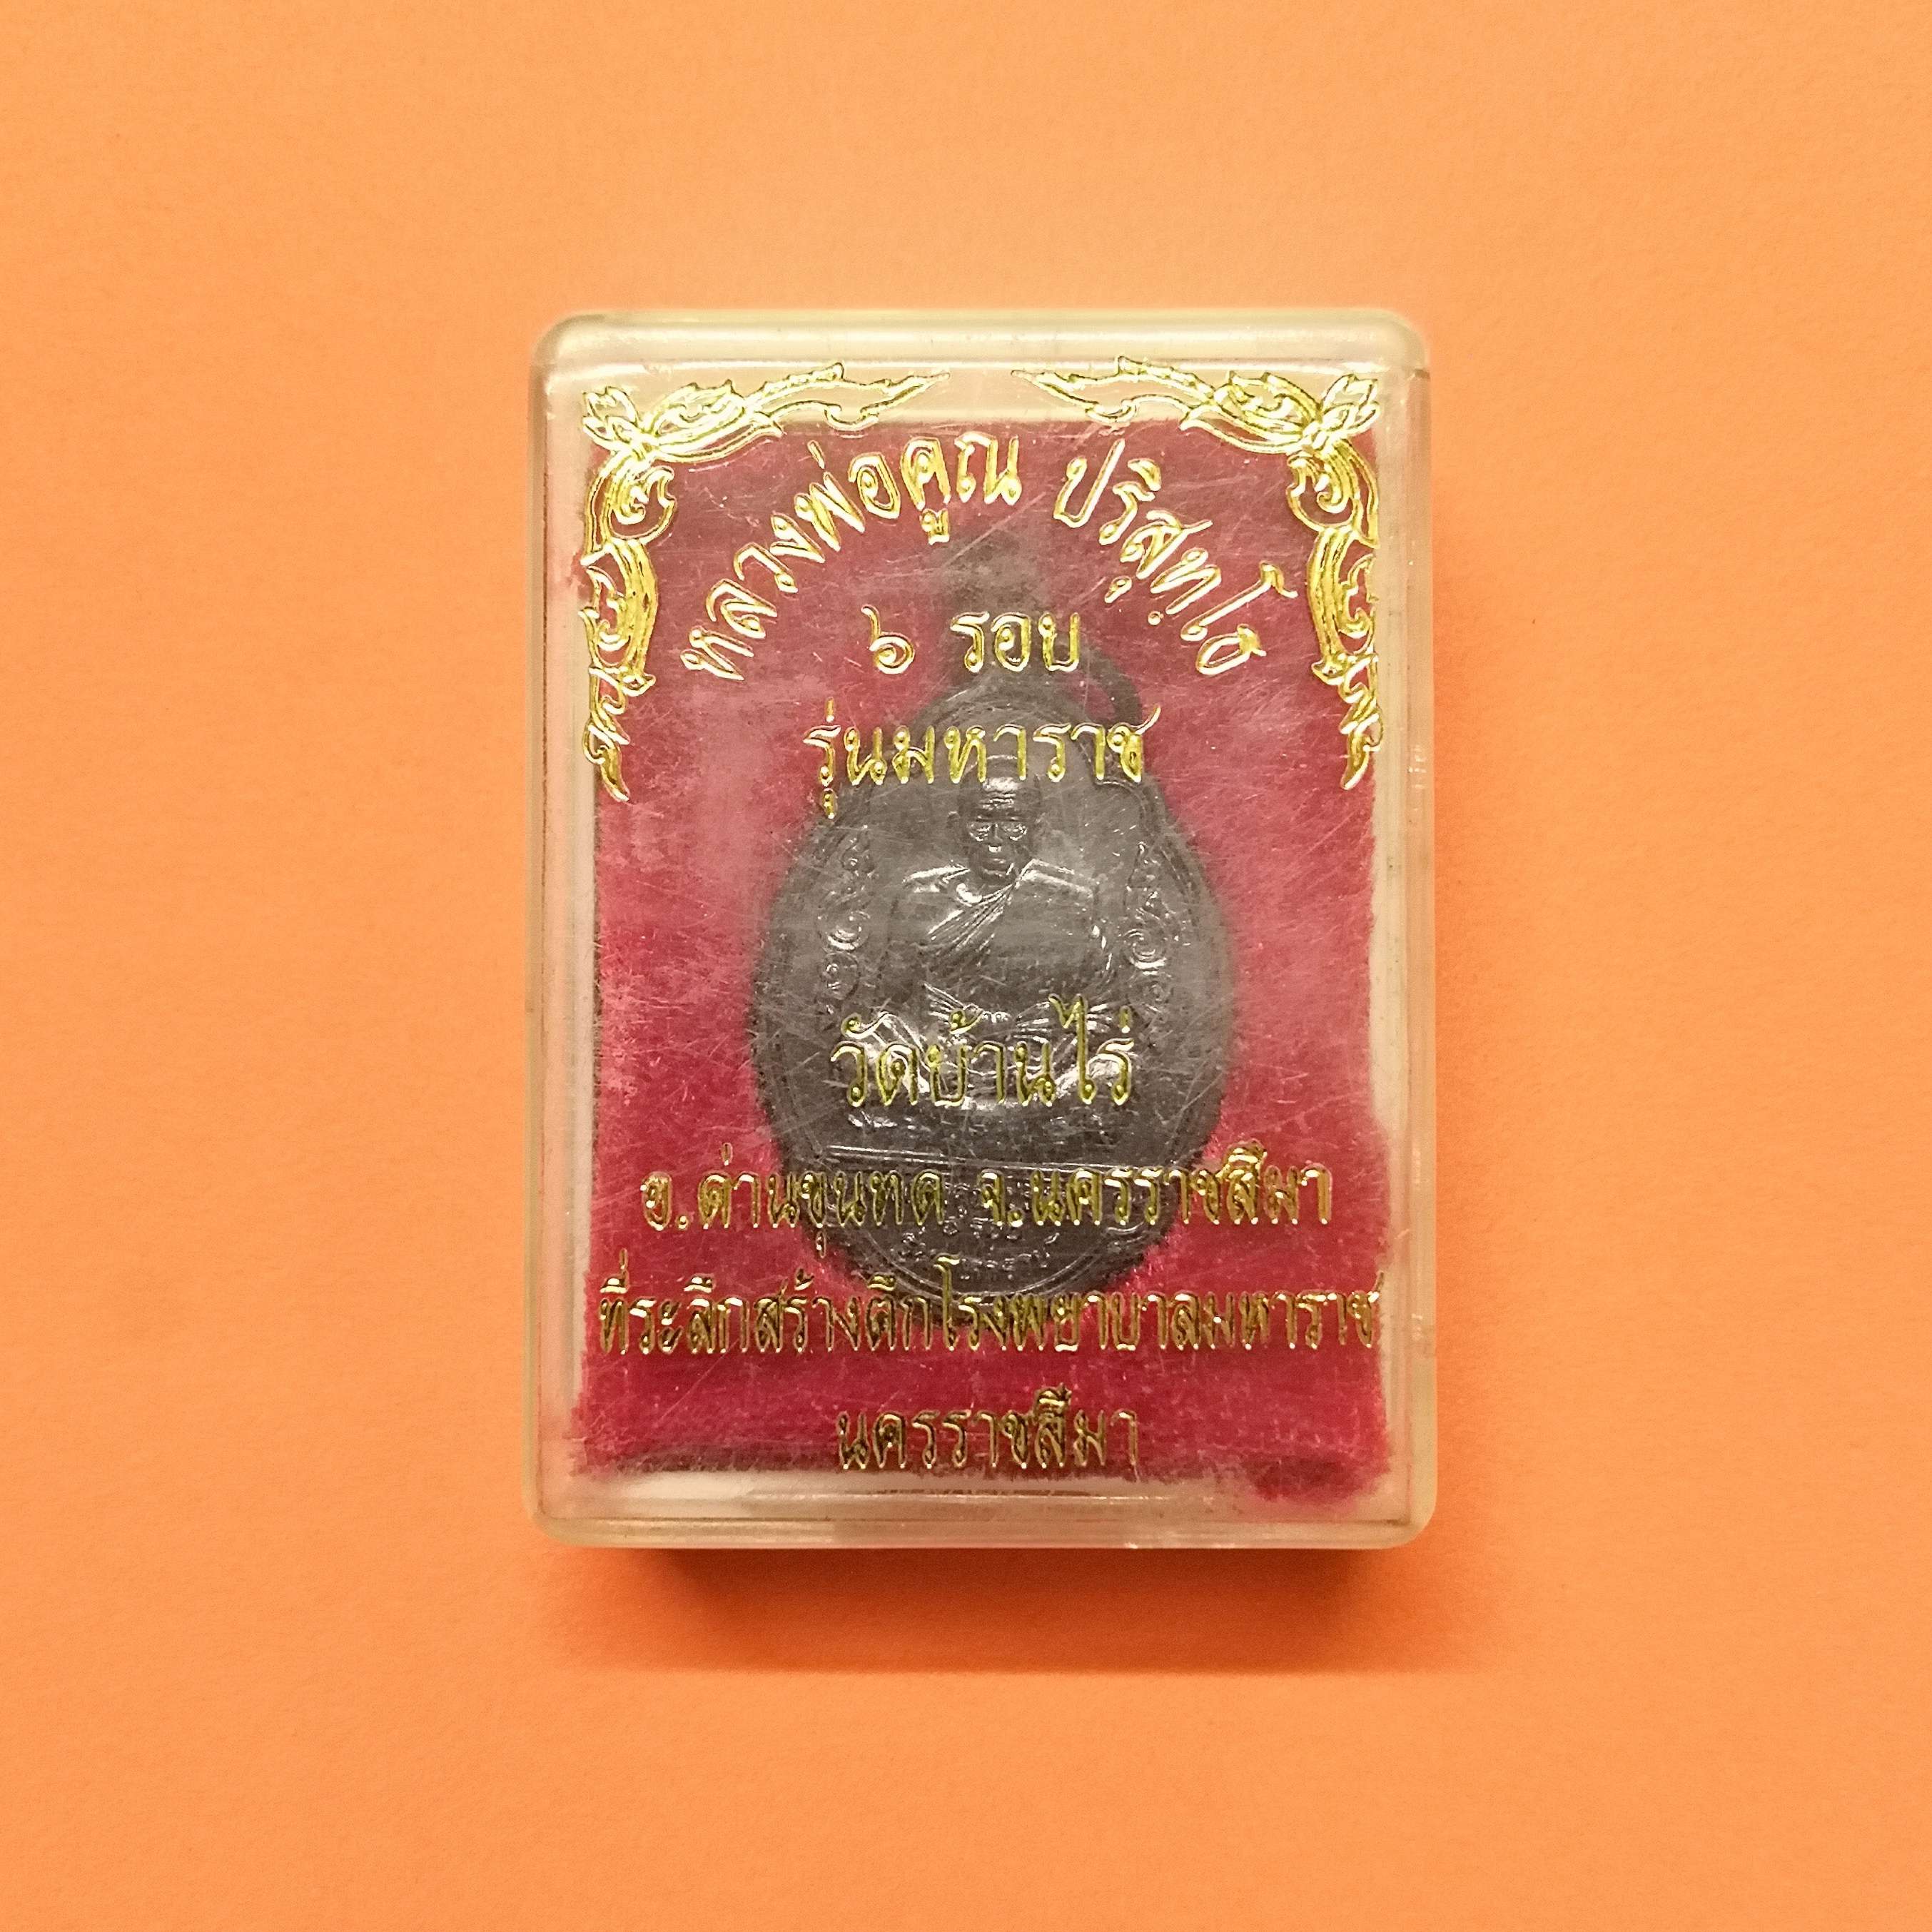 หลวงพ่อคูณ ปริสุทฺโธ
๖ รอบ
รุ่นมหาราช
วัดบ้านไร่
อ.ด่านขุนทด จ.นครราชสีมา
ที่ระลึกสร้างตึกโรงพยาบาลมหาราช
นครราชสีมา